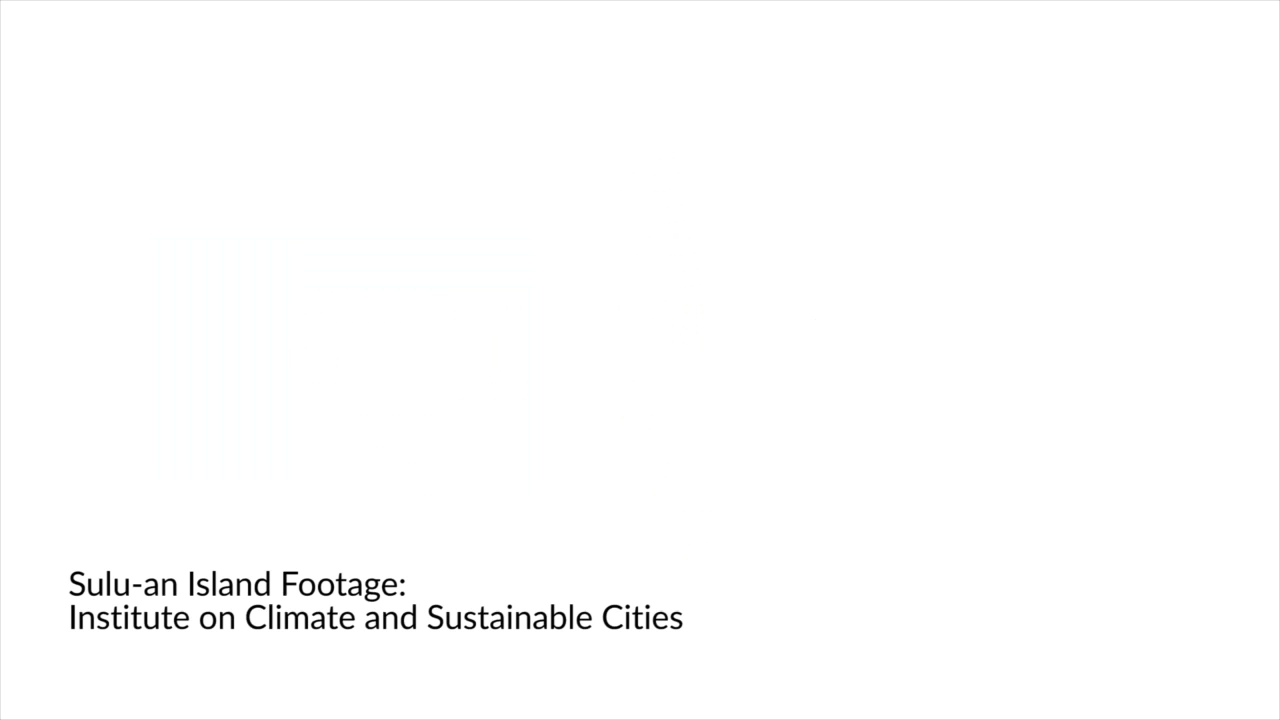 Sulu-an Island Footage:
Institute on Climate and Sustainable Cities